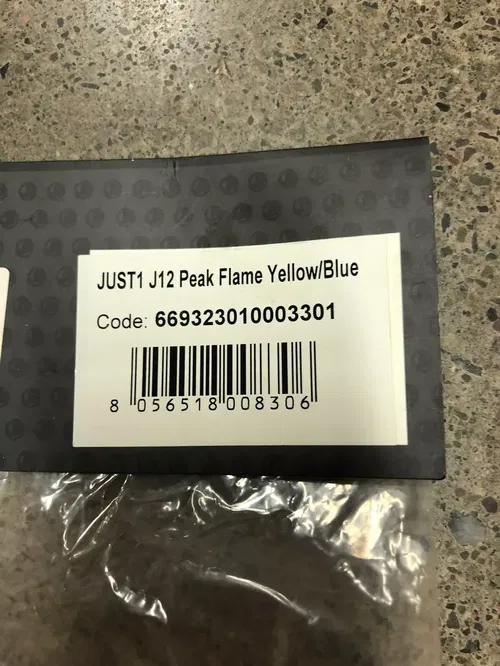 JUST1 J12 Peak Flame Yellow/Blue
Code: 669323010003301
8 056518 008306